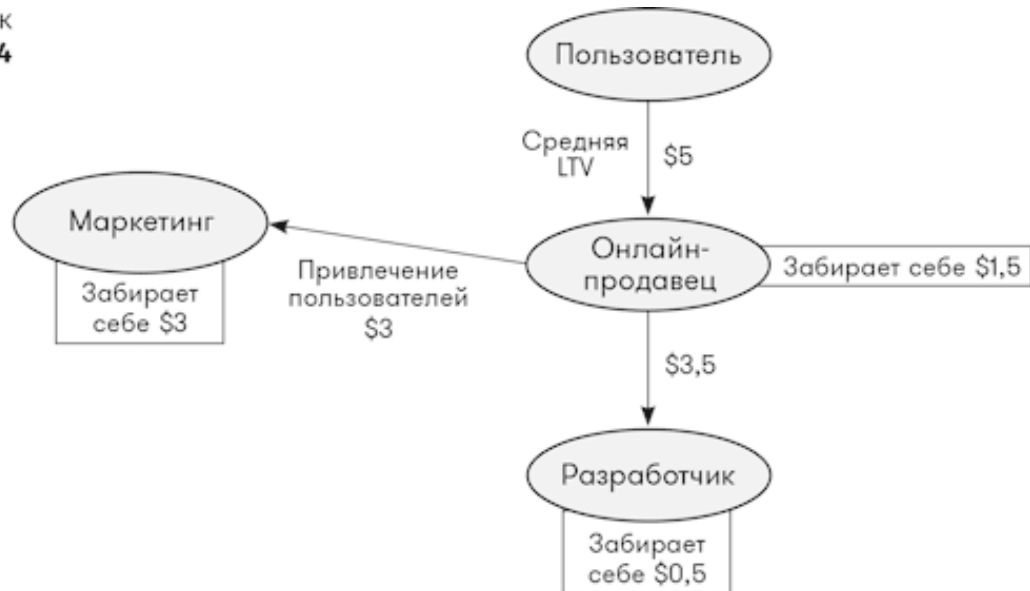 к
4
Пользователь
Средняя
LTV
$5
Маркетинг
Забирает
себе $3
Привлечение
пользователей
$3
Онлайн-
продавец
Забирает себе $1,5
$3,5
Разработчик
Забирает
себе $0,5